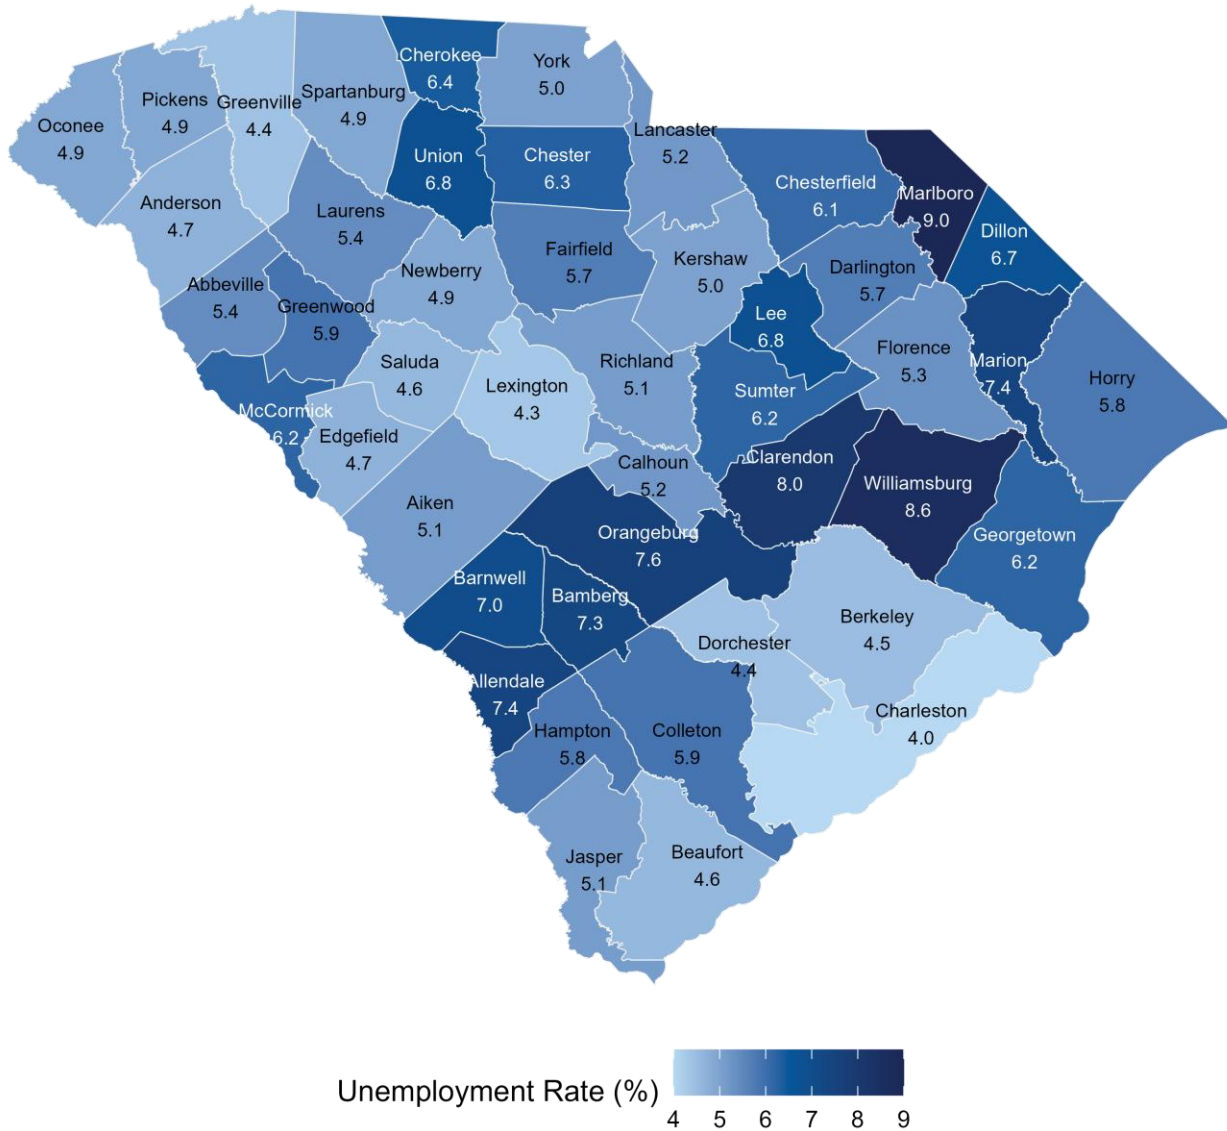 Cherokee
6.4
York
5.0
Pickens
4.9
Greenville
4.4
Spartanburg
4.9
Oconee
4.9
Lancaster
5.2
Union
6.8
Chester
6.3
Chesterfield
6.1
Marlboro
9.0
Anderson
4.7
Laurens
5.4
Dillon
6.7
Fairfield
5.7
Kershaw
5.0
Darlington
5.7
Newberry
4.9
Abbeville
5.4
Greenwood
5.9
Lee
6.8
Florence
5.3
Saluda
4.6
Lexington
4.3
Richland
5.1
Marion
7.4
Horry
5.8
Sumter
6.2
McCormick
6.2
Edgefield
4.7
Calhoun
5.2
Clarendon
8.0
Williamsburg
8.6
Aiken
5.1
Orangeburg
7.6
Georgetown
6.2
Barnwell
7.0
Bamberg
7.3
Berkeley
4.5
Dorchester
4.4
Allendale
7.4
Charleston
4.0
Hampton
5.8
Colleton
5.9
Jasper
5.1
Beaufort
4.6
Unemployment Rate (%)
4 5 6 7 8 9